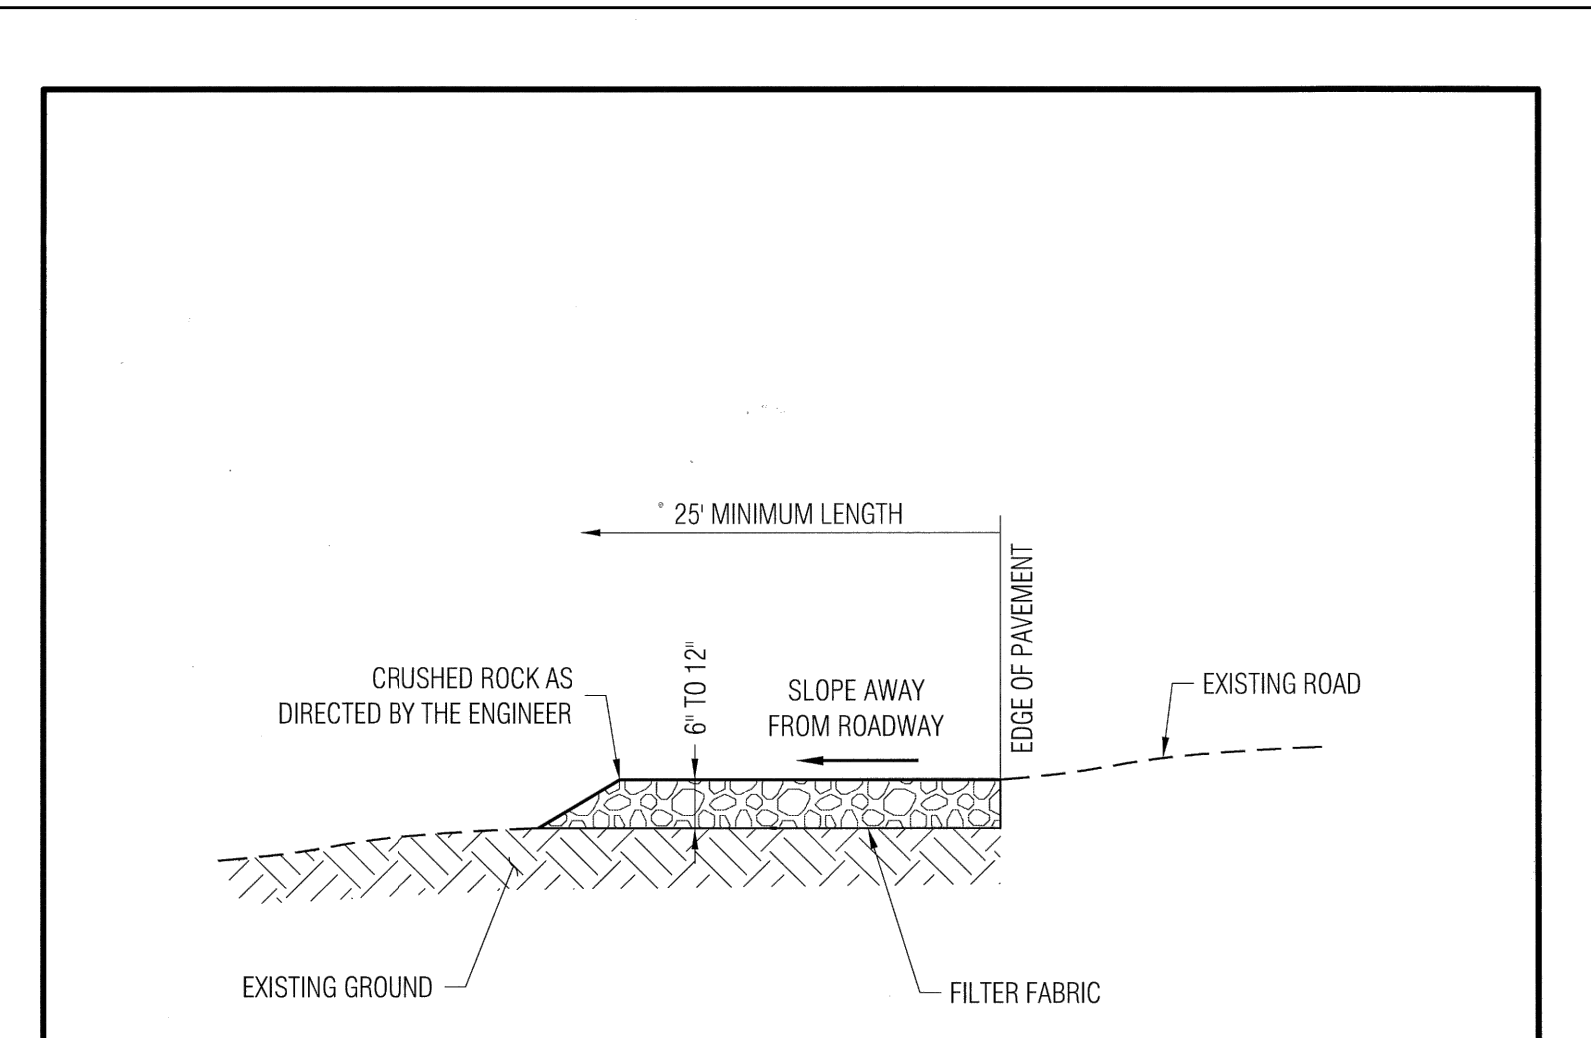 25' MINIMUM LENGTH
EDGE OF PAVEMENT
6" TO 12"
CRUSHED ROCK AS
DIRECTED BY THE ENGINEER
SLOPE AWAY
FROM ROADWAY
EXISTING ROAD
EXISTING GROUND
FILTER FABRIC